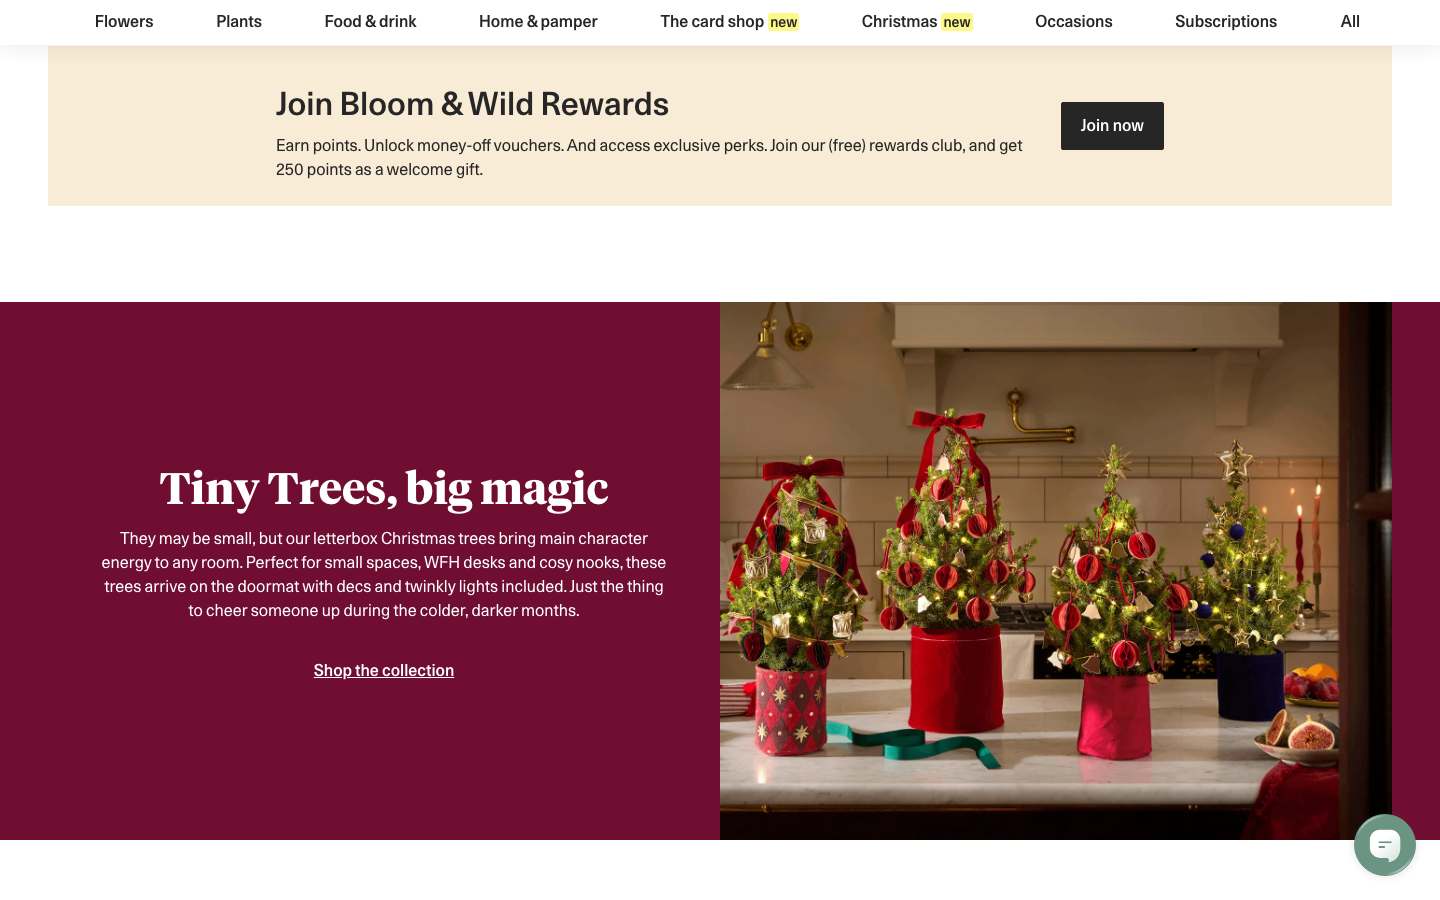 Flowers Plants Food & drink Home & pamper The card shop new Christmas new Occasions Subscriptions All
Join Bloom & Wild Rewards
Earn points. Unlock money-off vouchers. And access exclusive perks. Join our (free) rewards club, and get
250 points as a welcome gift.
Join now
Tiny Trees, big magic
They may be small, but our letterbox Christmas trees bring main character
energy to any room. Perfect for small spaces, WFH desks and cosy nooks, these
trees arrive on the doormat with decs and twinkly lights included. Just the thing
to cheer someone up during the colder, darker months.
Shop the collection